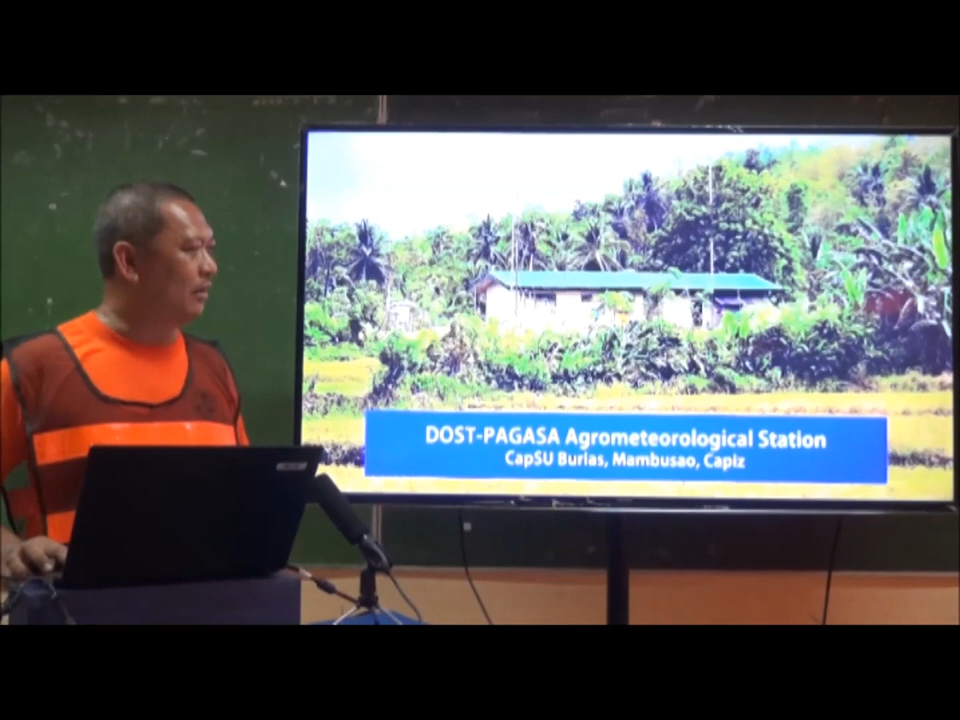 DOST-PAGASA Agrometeorological Station
CapSU Burias, Mambusao, Capiz